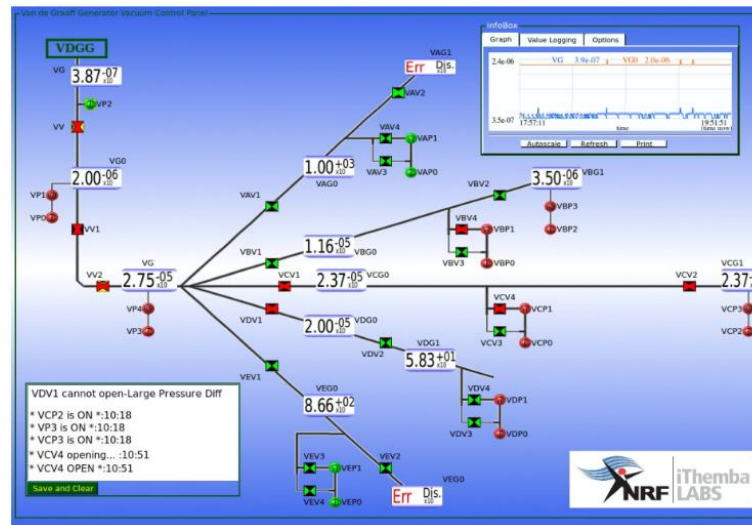 Van de Graaff Generator Vacuum Control Panel
VDGG
VG
3.87-07
x10
VP2
VV
VG0
2.00-06
x10
VP1
VP0
VV1
VV2
VG
2.75-05
x10
VP4
VP3
VAG1
Err Dis.
x10
VAV2
VAV4
VAP1
VAV3
VAP0
1.00+03
x10
VAG0
VAV1
VBV2
3.50-06
x10
VBG1
VBP3
VBP2
VBV4
VBP1
VBV3
VBP0
VBV1
1.16-05
x10
VBG0
VCV1
2.37-05
x10
VCG0
VCV2
VCG1
2.37
VCV4
VCP1
VCV3
VCP0
VCP3
VCP2
VDV1
2.00-05
x10
VDG0
VDV2
VDG1
5.83+01
x10
VDV4
VDP1
VDV3
VDP0
VEV1
VEG0
8.66+02
x10
VEV3
VEP1
VEV4
VEP0
VEV2
VEG0
Err Dis.
x10
infoBox
Graph Value Logging Options
2.4e-06
VG 3.9e-07 VG0 2.0e-06
3.5e-07
17:57:11
19:51:51
time
(time now)
Autoscale Refresh Print
VDV1 cannot open-Large Pressure Diff
* VCP2 is ON *:10:18
* VP3 is ON *:10:18
* VCP3 is ON *:10:18
* VCV4 opening... :10:51
* VCV4 OPEN *:10:51
Save and Clear
NRF
iThemba
LABS